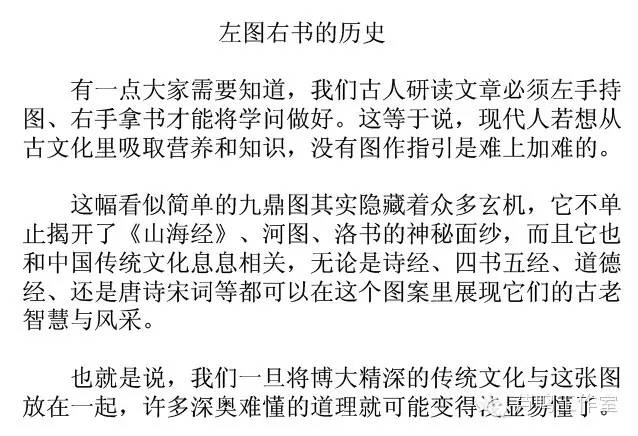 左图右书的历史
有一点大家需要知道，我们古人研读文章必须左手持
图、右手拿书才能将学问做好。这等于说，现代人若想从
古文化里吸取营养和知识，没有图作指引是难上加难的。
这幅看似简单的九鼎图其实隐藏着众多玄机，它不单
止揭开了《山海经》、河图、洛书的神秘面纱，而且它也
和中国传统文化息息相关，无论是诗经、四书五经、道德
经、还是唐诗宋词等都可以在这个图案里展现它们的古老
智慧与风采。
也就是说，我们一旦将博大精深的传统文化与这张图
放在一起，许多深奥难懂的道理就可能变得浅显易懂了。